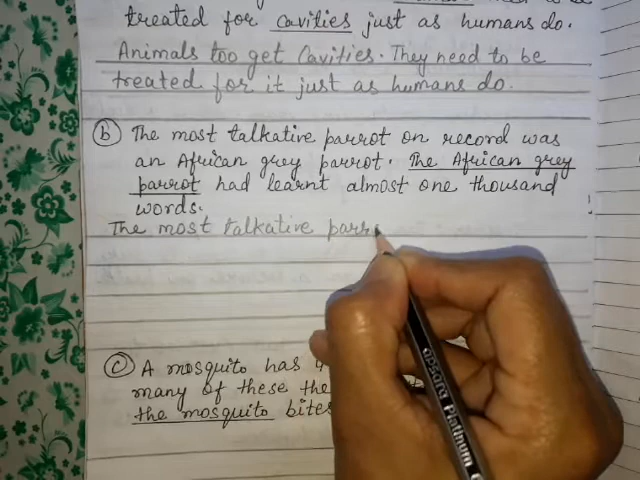 treated for cavities just as humans do.
Animals too get Cavities. They need to be
treated for it just as humans do.
(b) The most talkative parrot on record was
an African grey parrot. The African grey
parrot had learnt almost one thousand
words.
The most talkative parr
(c) A mosquito has
many of these the
the mosquito bites
apsara Platinum